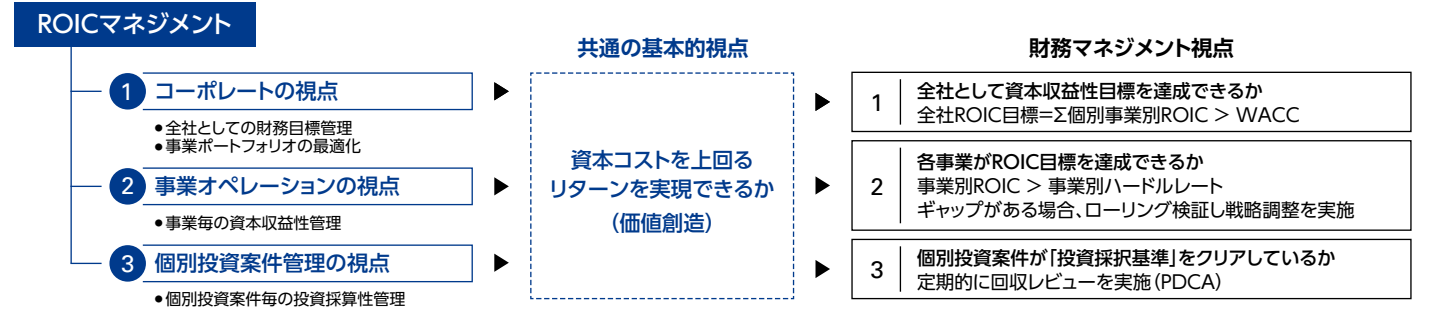 ROICマネジメント
共通の基本的視点
財務マネジメント視点
1 コーポレートの視点
•全社としての財務目標管理
•事業ポートフォリオの最適化
2 事業オペレーションの視点
•事業毎の資本収益性管理
3 個別投資案件管理の視点
•個別投資案件毎の投資採算性管理
資本コストを上回る
リターンを実現できるか
（価値創造）
1
全社として資本収益性目標を達成できるか
全社ROIC目標=Σ個別事業別ROIC > WACC
2
各事業がROIC目標を達成できるか
事業別ROIC > 事業別ハードルレート
ギャップがある場合、ローリング検証し戦略調整を実施
3
個別投資案件が「投資採択基準」をクリアしているか
定期的に回収レビューを実施（PDCA）